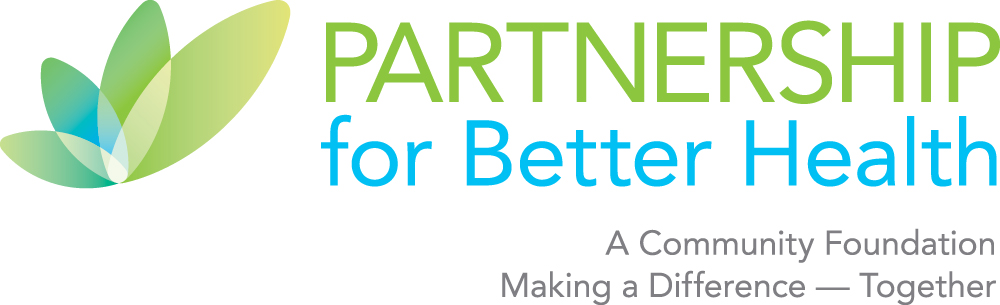 PARTNERSHIP
for Better Health
A Community Foundation
Making a Difference — Together